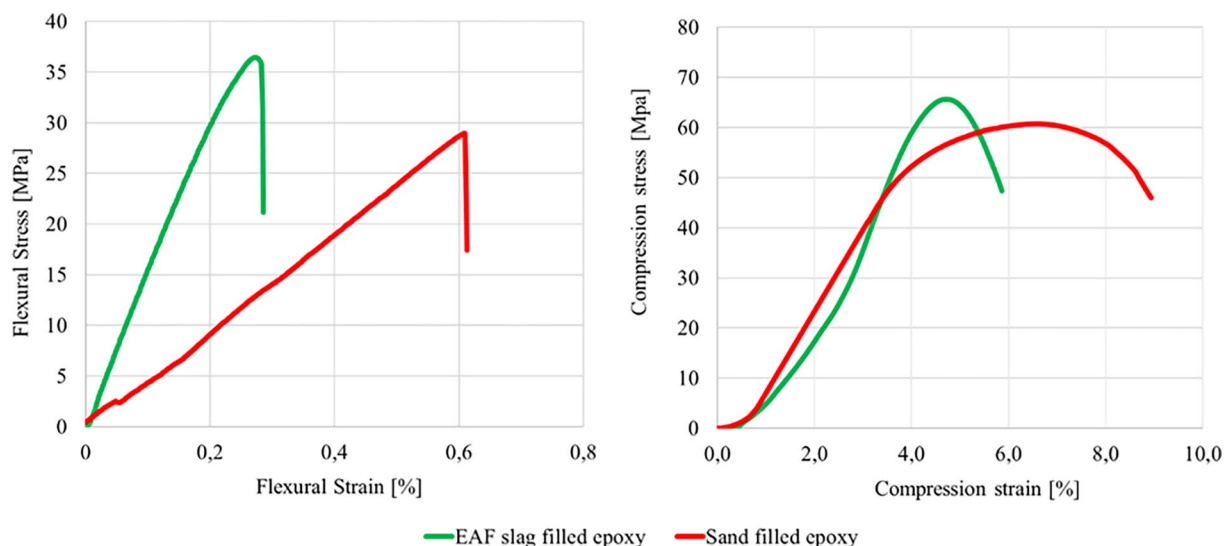 40
35
30
25
20
15
10
5
0
Flexural Stress [MPa]
0 0,2 0,4 0,6 0,8
Flexural Strain [%]
80
70
60
50
40
30
20
10
0
Compression stress [Mpa]
0,0 2,0 4,0 6,0 8,0 10,0
Compression strain [%]
EAF slag filled epoxy Sand filled epoxy